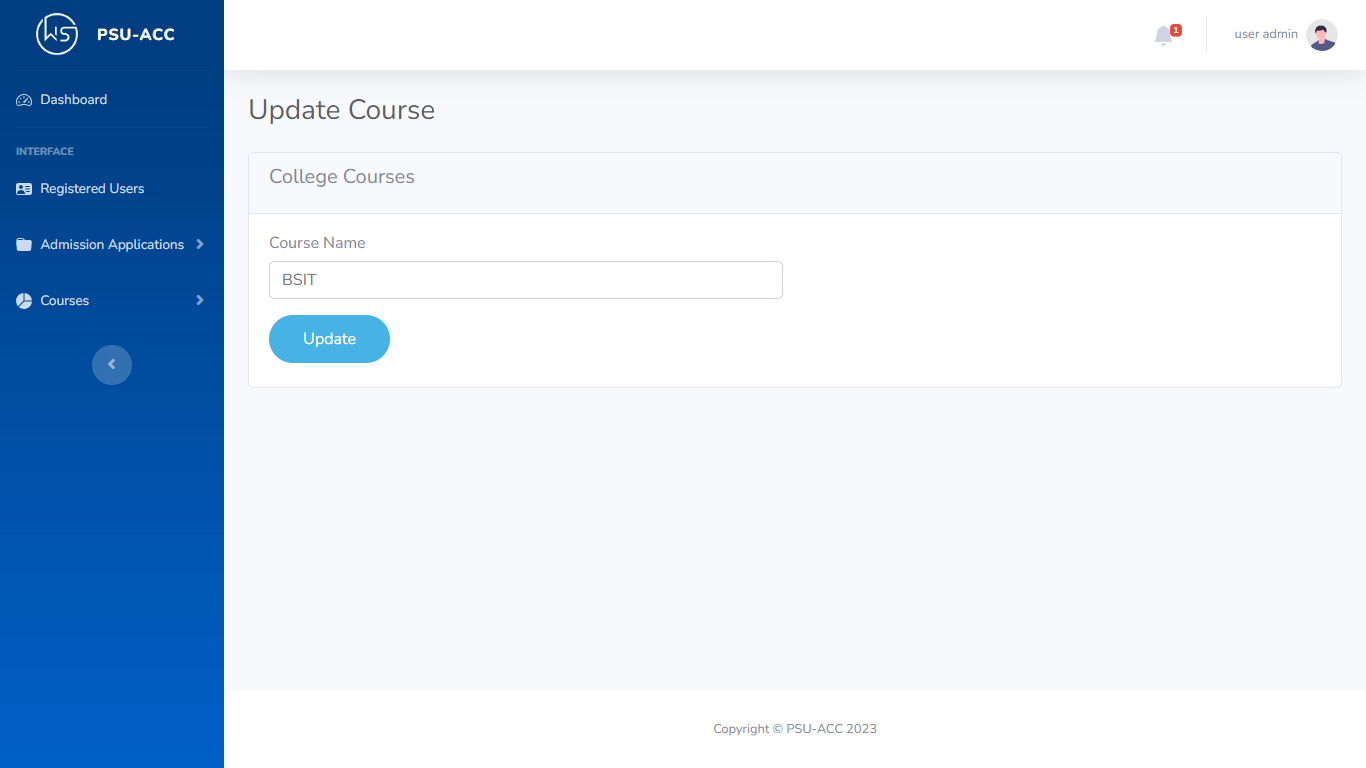 WS PSU-ACC
1
user admin
Dashboard
INTERFACE
Registered Users
Admission Applications
Courses
Update Course
College Courses
Course Name
BSIT
Update
Copyright © PSU-ACC 2023